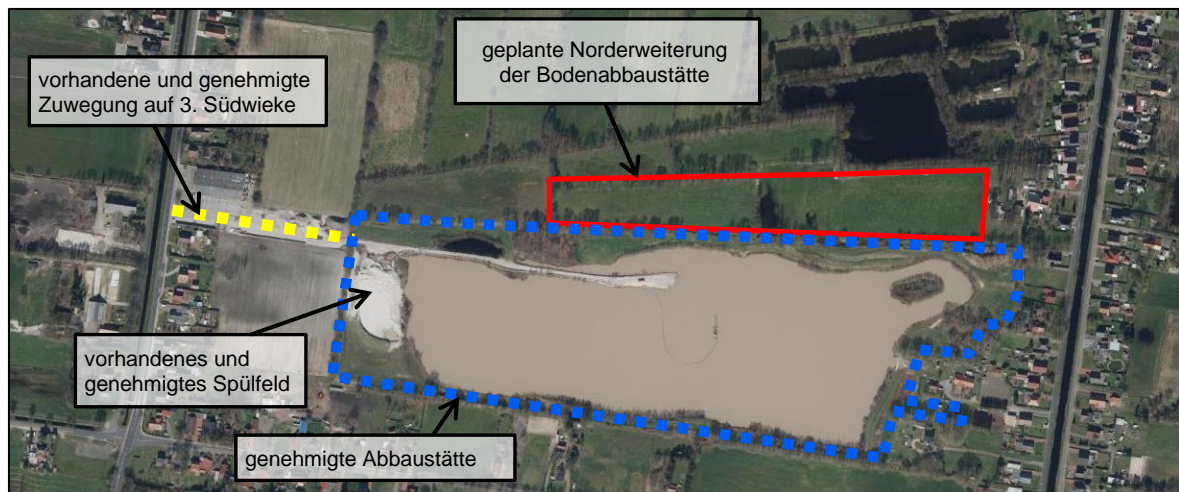 geplante Norderweiterung
der Bodenabbaustätte
vorhandene und genehmigte
Zuwegung auf 3. Südwieke
vorhandenes und
genehmigtes Spülfeld
genehmigte Abbaustätte